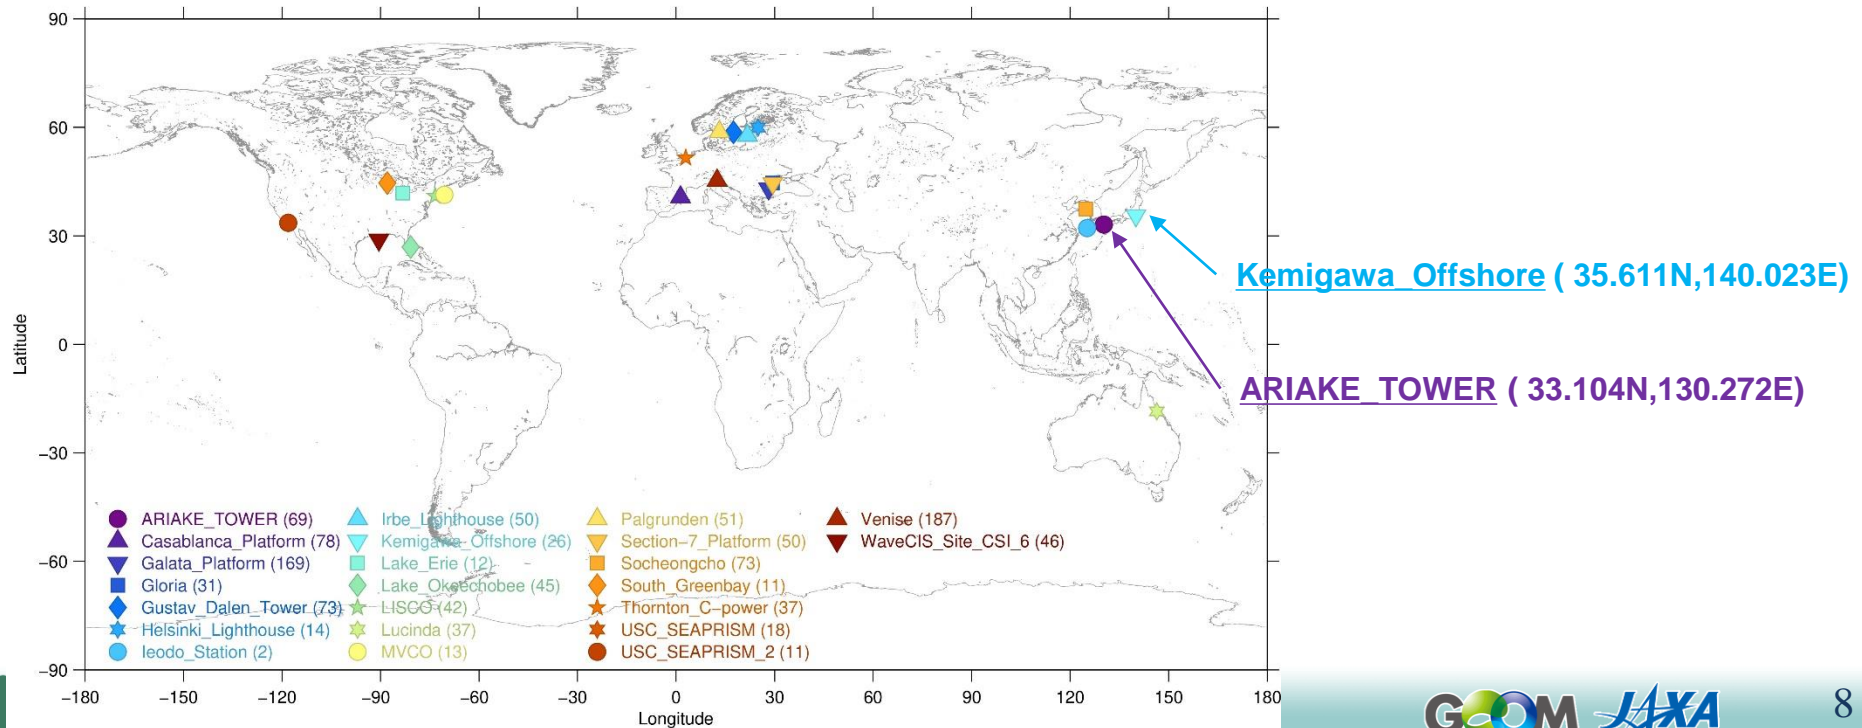 90
60
30
0
−30
−60
−90
Latitude
−180 −150 −120 −90 −60 −30 0 30 60 90 120 150 180
Longitude
Kemigawa_Offshore ( 35.611N,140.023E)
ARIAKE_TOWER ( 33.104N,130.272E)
ARIAKE_TOWER (69)
Casablanca_Platform (78)
Galata_Platform (169)
Gloria (31)
Gustav_Dalen_Tower (73)
Helsinki_Lighthouse (14)
Ieodo_Station (2)
Irbe_Lighthouse (50)
Kemigawa_Offshore (26)
Lake_Erie (12)
Lake_Okeechobee (45)
LISCO (42)
Lucinda (37)
MVCO (13)
Palgrunden (51)
Section−7_Platform (50)
Socheongcho (73)
South_Greenbay (11)
Thornton_C−power (37)
USC_SEAPRISM (18)
USC_SEAPRISM_2 (11)
Venise (187)
WaveCIS_Site_CSI_6 (46)
GCOM JAXA 8